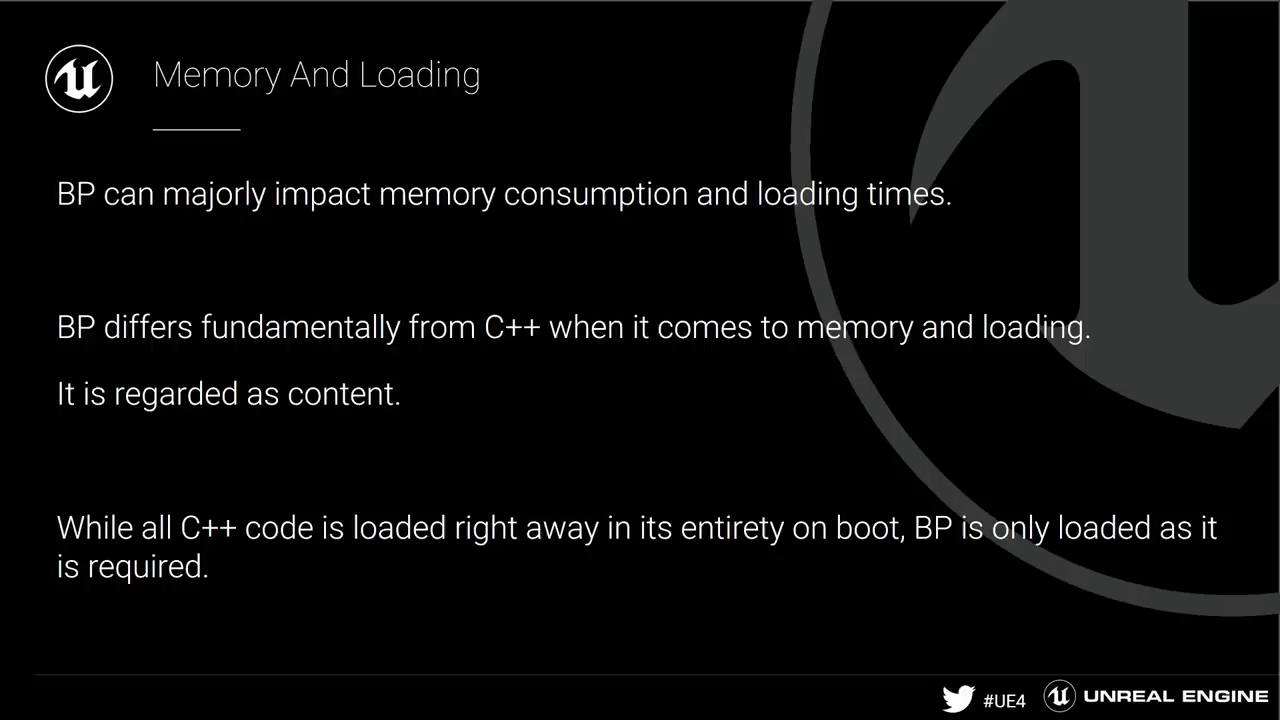 Memory And Loading
BP can majorly impact memory consumption and loading times.
BP differs fundamentally from C++ when it comes to memory and loading.
It is regarded as content.
While all C++ code is loaded right away in its entirety on boot, BP is only loaded as it
is required.
#UE4 UNREAL ENGINE